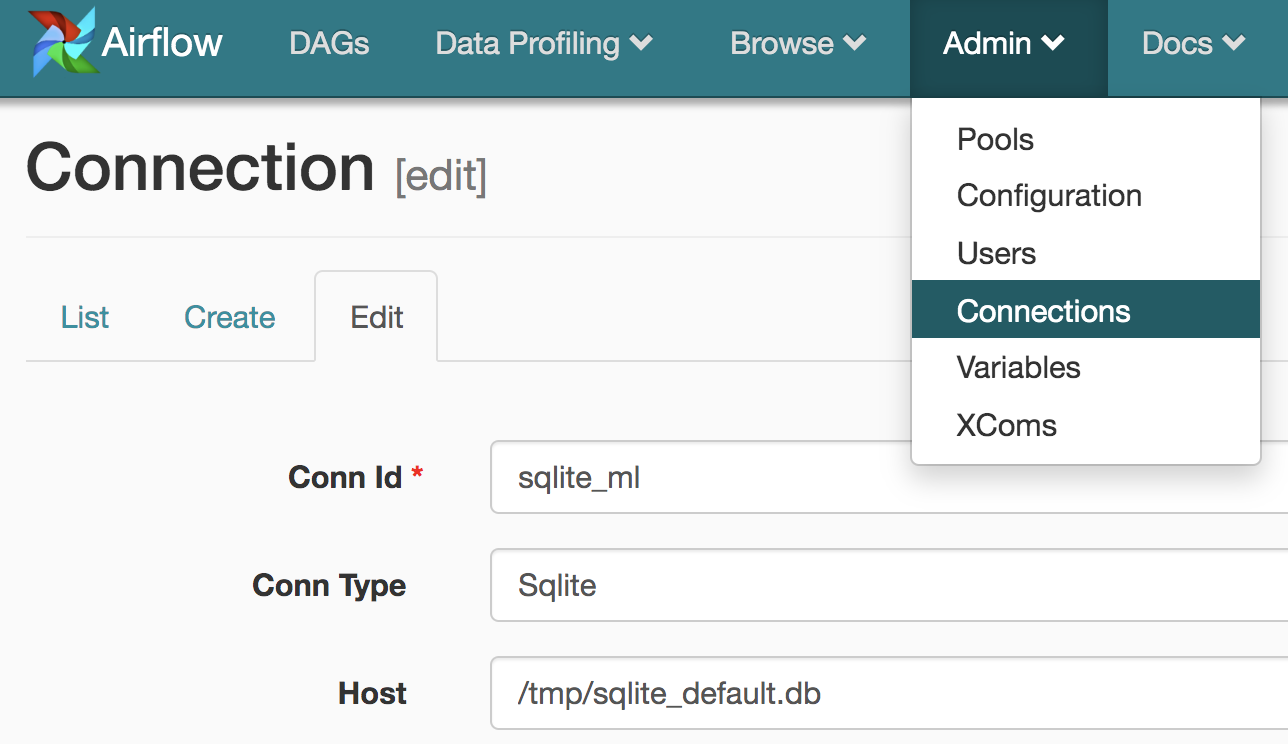 Airflow DAGs Data Profiling Browse Admin Docs
Connection [edit]
Pools
Configuration
Users
Connections
Variables
XComs
List Create Edit
Conn Id * sqlite_ml
Conn Type Sqlite
Host /tmp/sqlite_default.db